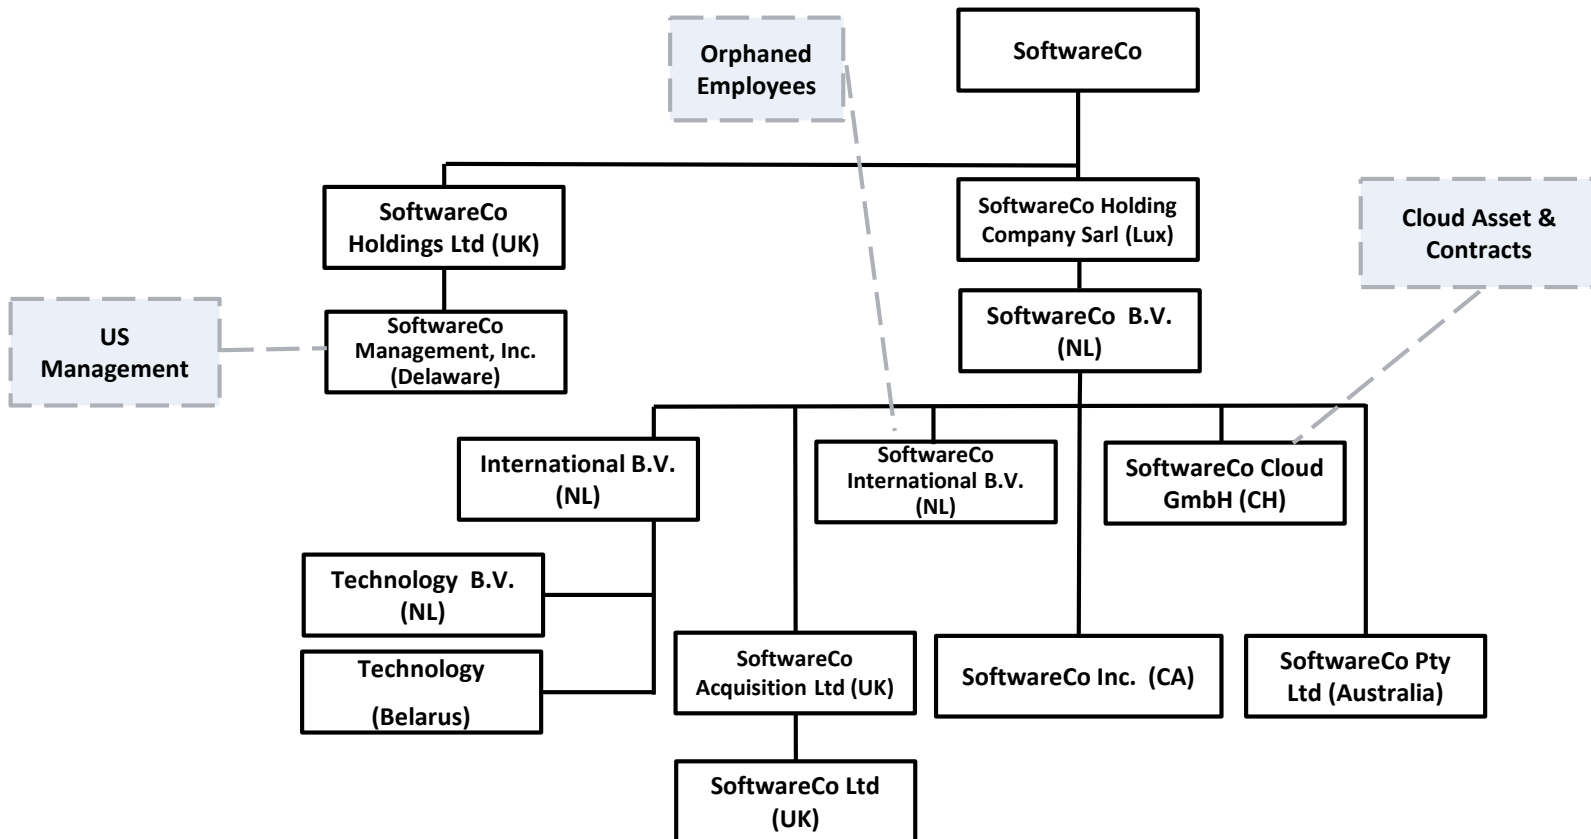 SoftwareCo
Orphaned
Employees
SoftwareCo
Holdings Ltd (UK)
SoftwareCo Holding
Company Sarl (Lux)
Cloud Asset &
Contracts
US
Management
SoftwareCo
Management, Inc.
(Delaware)
SoftwareCo B.V.
(NL)
International B.V.
(NL)
SoftwareCo
International B.V.
(NL)
SoftwareCo Cloud
GmbH (CH)
Technology B.V.
(NL)
Technology
(Belarus)
SoftwareCo
Acquisition Ltd (UK)
SoftwareCo Inc. (CA)
SoftwareCo Pty
Ltd (Australia)
SoftwareCo Ltd
(UK)